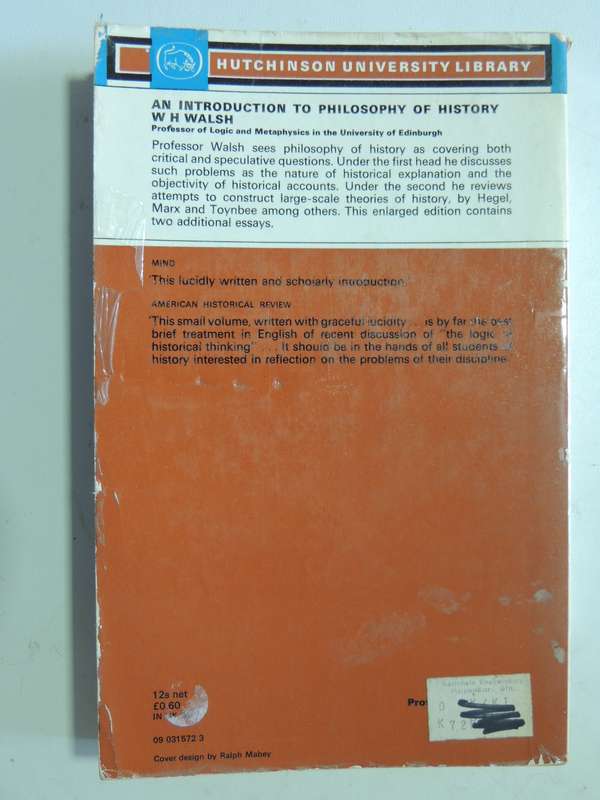 HUTCHINSON UNIVERSITY LIBRARY
AN INTRODUCTION TO PHILOSOPHY OF HISTORY
W H WALSH
Professor of Logic and Metaphysics in the University of Edinburgh
Professor Walsh sees philosophy of history as covering both
critical and speculative questions. Under the first head he discusses
such problems as the nature of historical explanation and the
objectivity of historical accounts. Under the second he reviews
attempts to construct large-scale theories of history, by Hegel,
Marx and Toynbee among others. This enlarged edition contains
two additional essays.
MIND
'This lucidly written and scholarly introduction.'
AMERICAN HISTORICAL REVIEW
'This small volume, written with graceful lucidity . . . is by far the best
brief treatment in English of recent discussion of "the logic of
historical thinking" . . . It should be in the hands of all students of
history interested in reflection on the problems of their discipline.'
12s net
£0.60
IN UK
09 031572 3
Cover design by Ralph Mabey
K 72